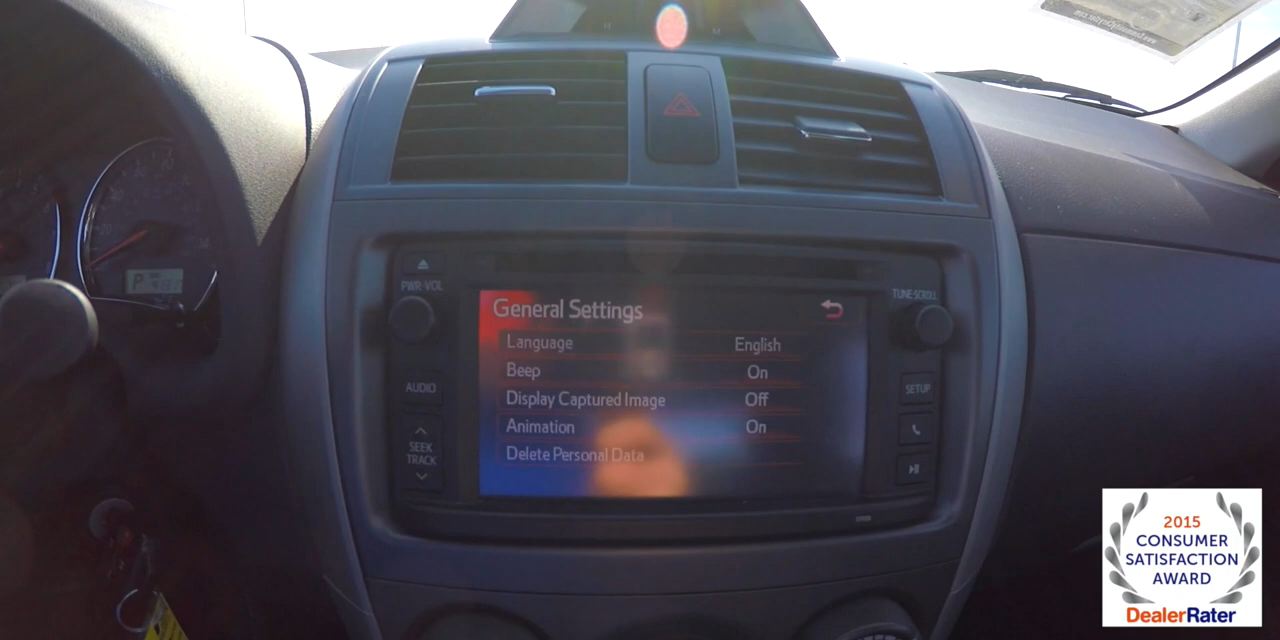 PWR·VOL
TUNE·SCROLL
General Settings
Language English
Beep On
Display Captured Image Off
Animation On
Delete Personal Data
AUDIO
SEEK
TRACK
SETUP
P
2015
CONSUMER
SATISFACTION
AWARD
DealerRater